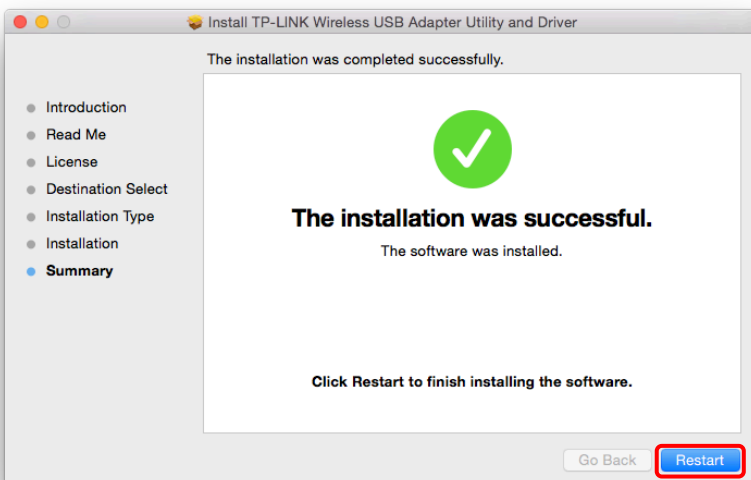 Install TP-LINK Wireless USB Adapter Utility and Driver
The installation was completed successfully.
Introduction
Read Me
License
Destination Select
Installation Type
Installation
Summary
The installation was successful.
The software was installed.
Click Restart to finish installing the software.
Go Back
Restart